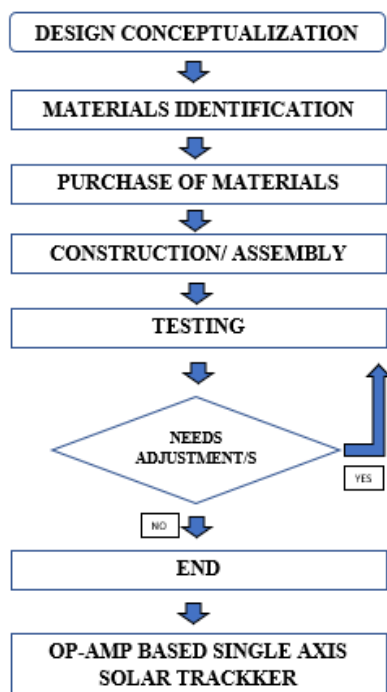 DESIGN CONCEPTUALIZATION
MATERIALS IDENTIFICATION
PURCHASE OF MATERIALS
CONSTRUCTION/ ASSEMBLY
TESTING
NEEDS
ADJUSTMENT/S
YES
NO
END
OP-AMP BASED SINGLE AXIS
SOLAR TRACKKER